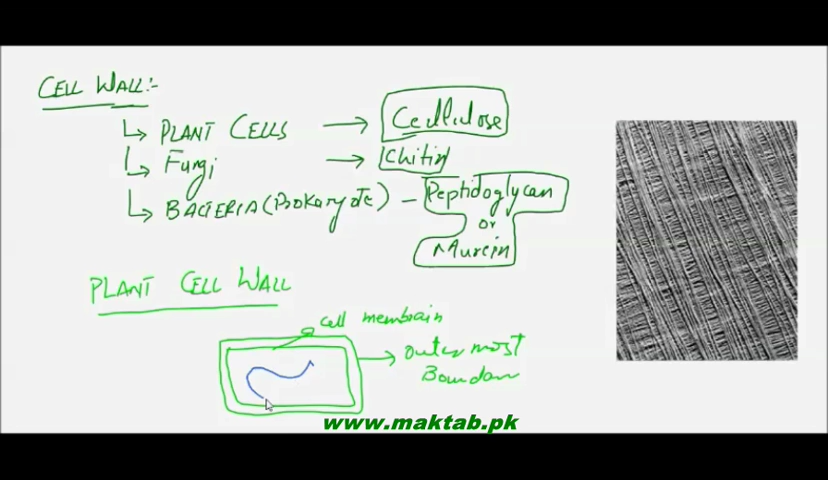 CELL WALL:-
PLANT CELLS → Cellulose
Fungi → Chitin
BACTERIA (Prokaryote) - Peptidoglycan
or
Murein
PLANT CELL WALL
cell membrain
outer most
Boundary
www.maktab.pk